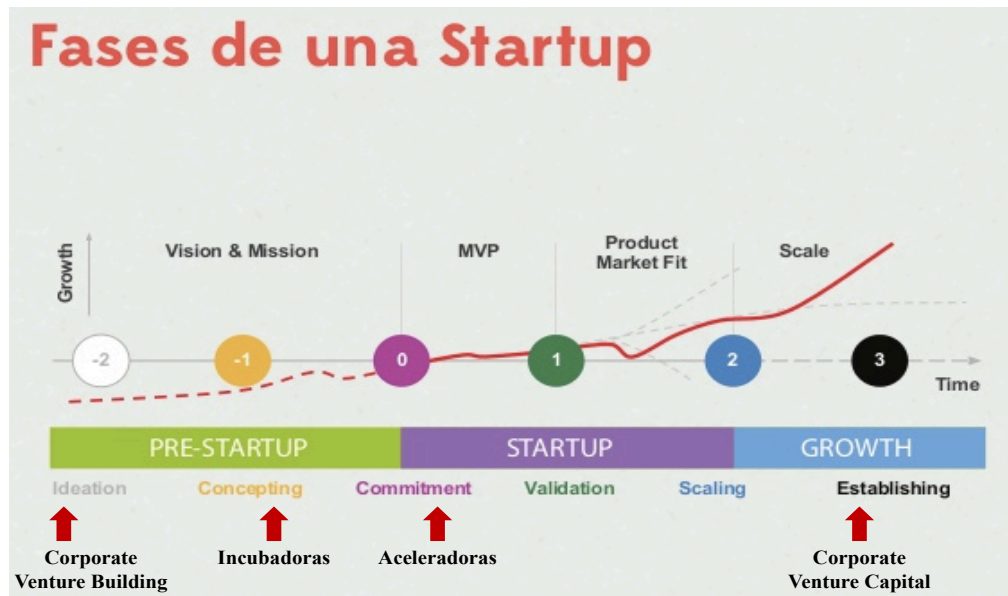 Fases de una Startup
Growth
Vision & Mission
MVP
Product
Market Fit
Scale
-2
-1
0
1
2
3
Time
PRE-STARTUP
STARTUP
GROWTH
Ideation
Concepting
Commitment
Validation
Scaling
Establishing
Corporate
Venture Building
Incubadoras
Aceleradoras
Corporate
Venture Capital